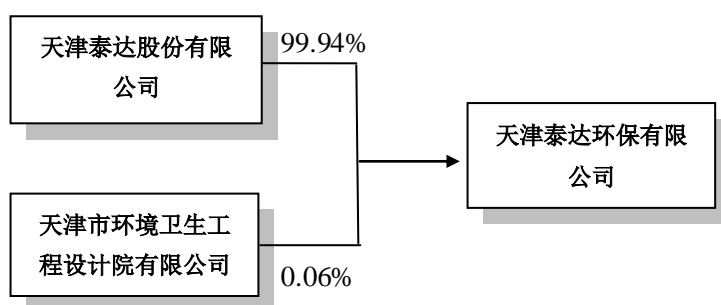 天津泰达股份有限
公司
99.94%
天津泰达环保有限
公司
天津市环境卫生工
程设计院有限公司
0.06%